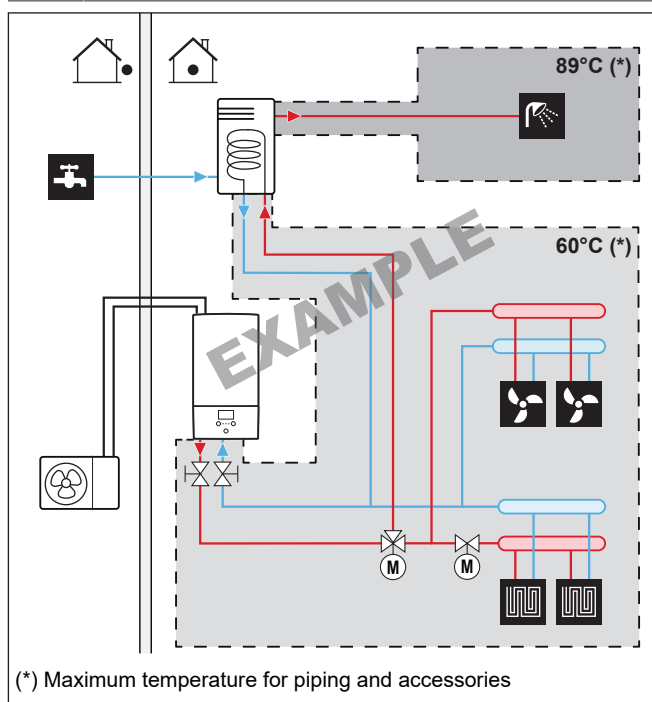 89°C (*)
60°C (*)
EXAMPLE
M
M
(*) Maximum temperature for piping and accessories